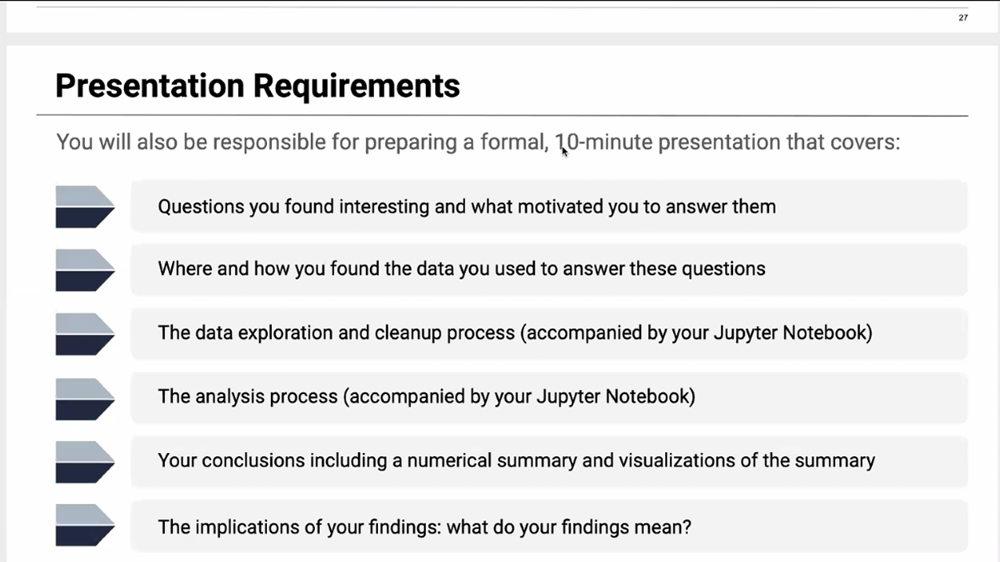 27
Presentation Requirements
You will also be responsible for preparing a formal, 10-minute presentation that covers:
Questions you found interesting and what motivated you to answer them
Where and how you found the data you used to answer these questions
The data exploration and cleanup process (accompanied by your Jupyter Notebook)
The analysis process (accompanied by your Jupyter Notebook)
Your conclusions including a numerical summary and visualizations of the summary
The implications of your findings: what do your findings mean?